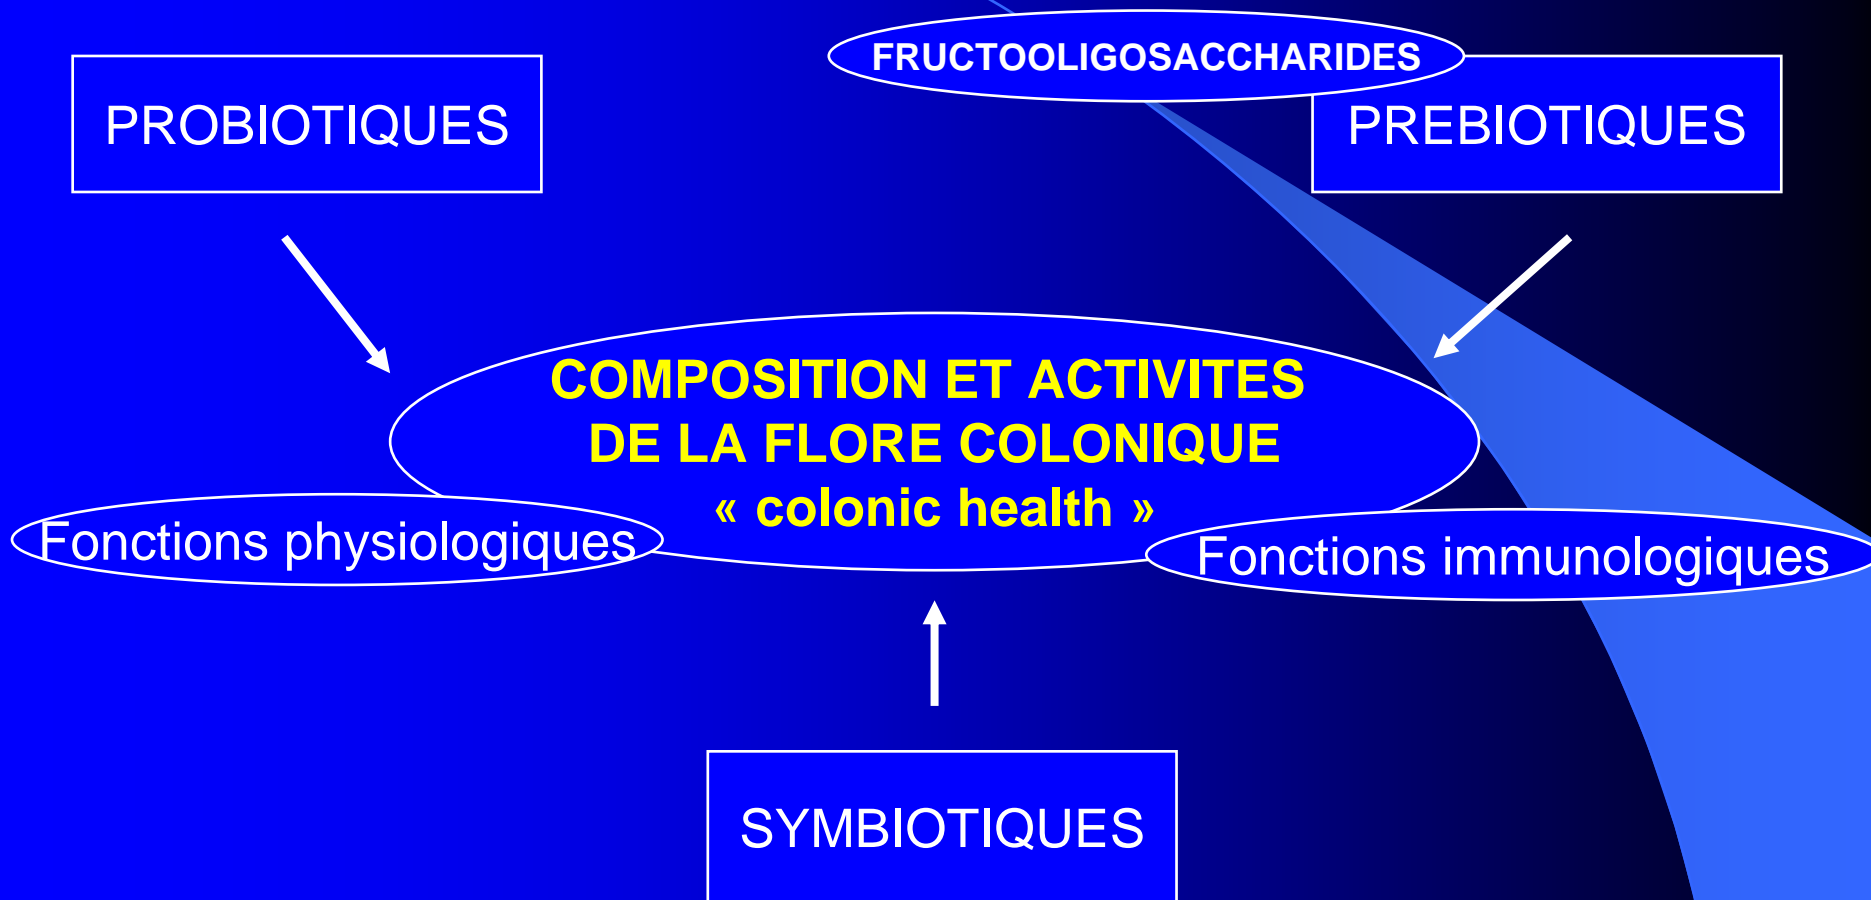 FRUCTOOLIGOSACCHARIDES
PROBIOTIQUES
PREBIOTIQUES
COMPOSITION ET ACTIVITES
DE LA FLORE COLONIQUE
« colonic health »
Fonctions physiologiques
Fonctions immunologiques
SYMBIOTIQUES